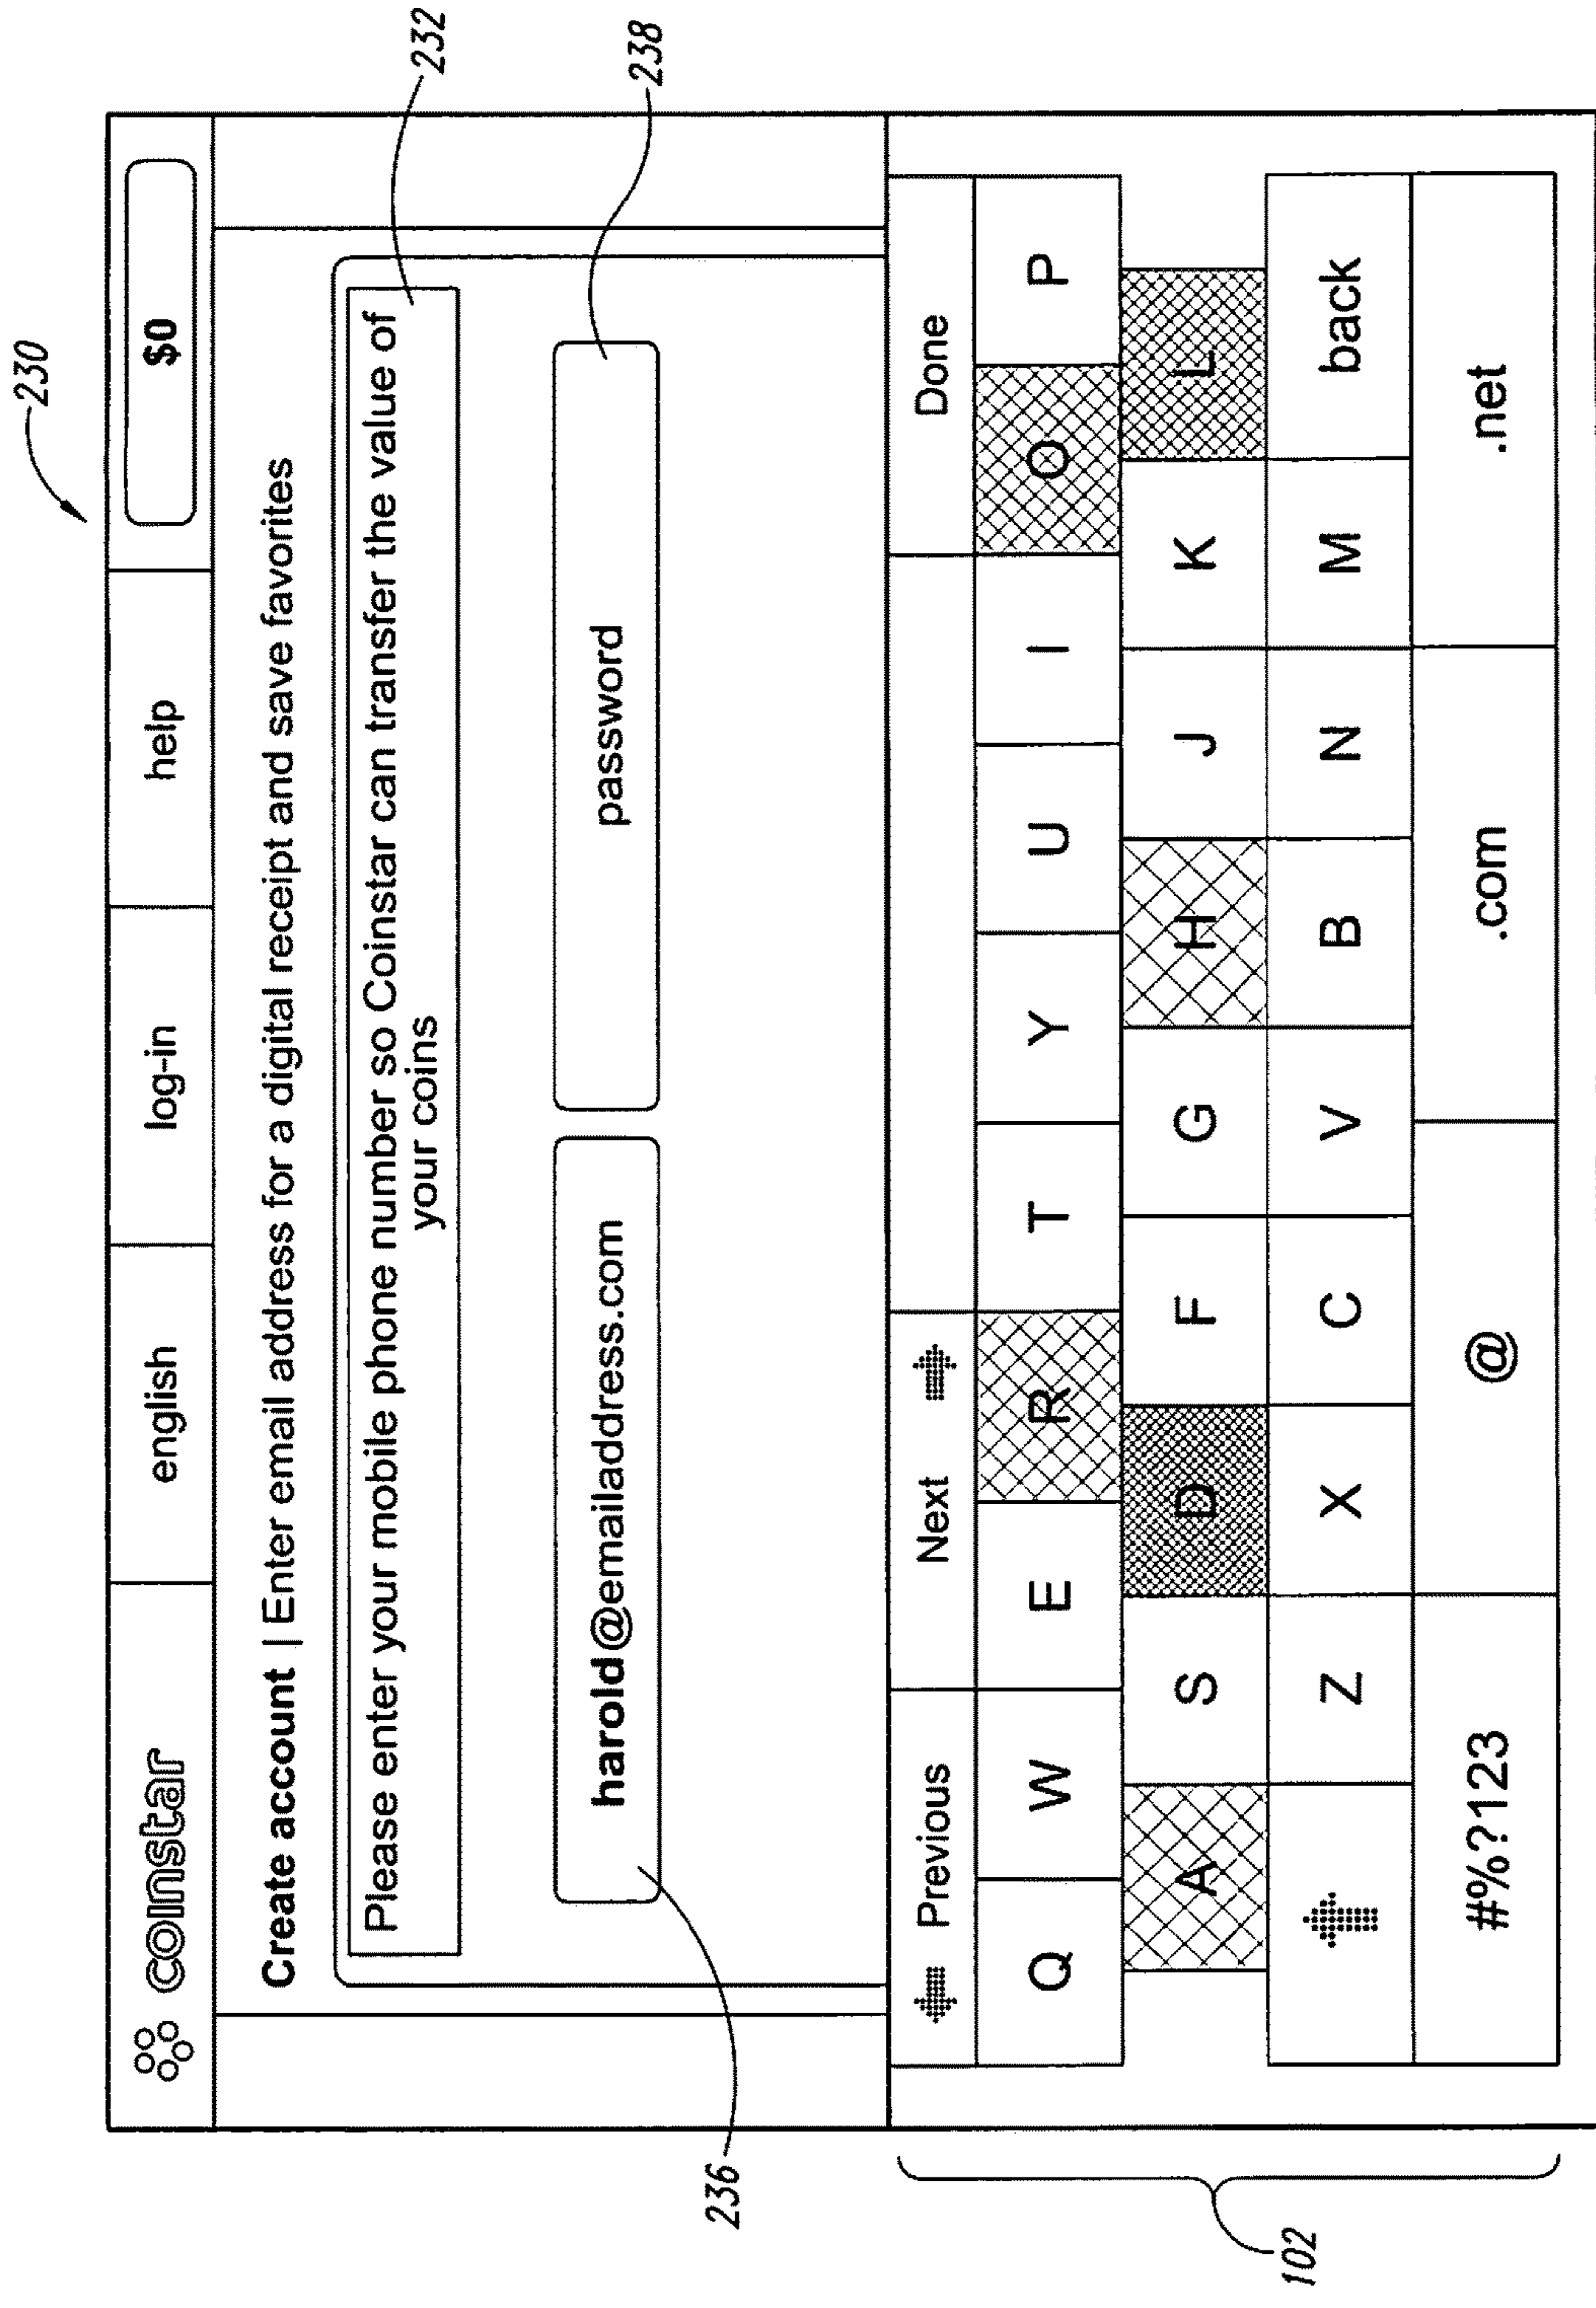 230
coinstar english log-in help $0
Create account | Enter email address for a digital receipt and save favorites
232
Please enter your mobile phone number so Coinstar can transfer the value of
your coins
238
harold@emailaddress.com password
236
Previous Next Done
Q W E R T Y U I O P
A S D F G H J K L
Z X C V B N M back
#%?123 @ .com .net
102